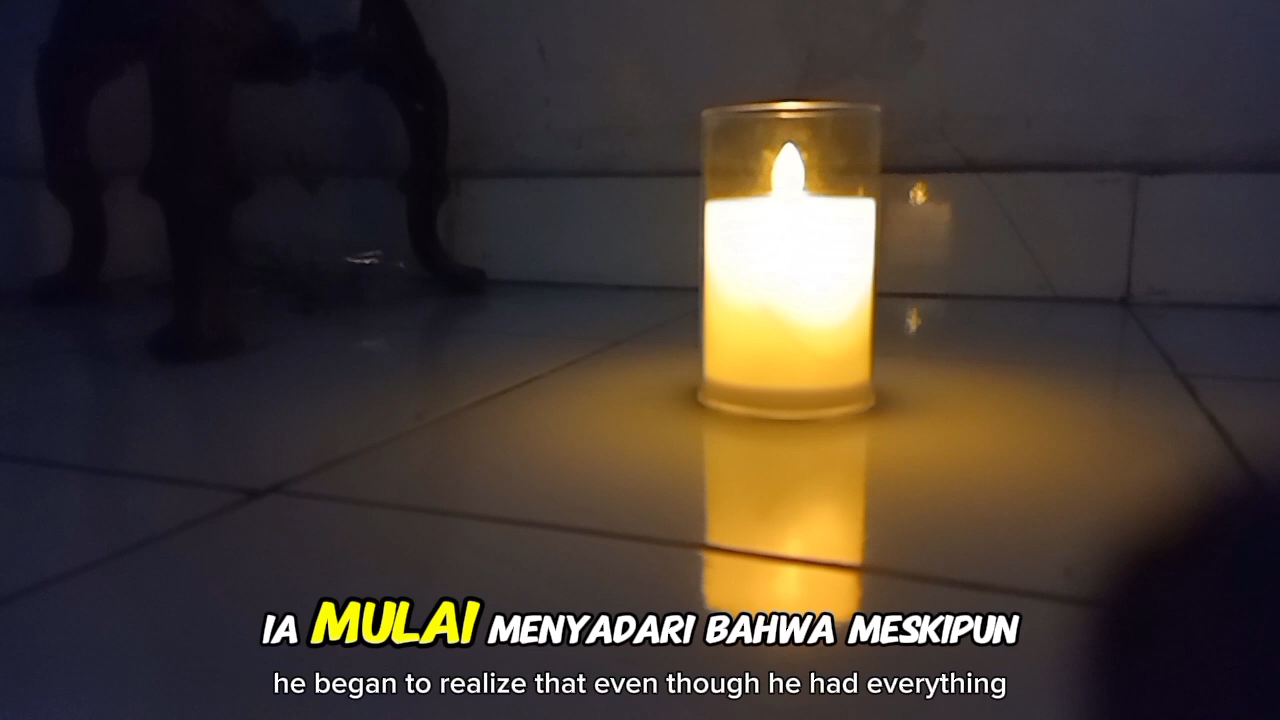 IA MULAI MENYADARI BAHWA MESKIPUN
he began to realize that even though he had everything